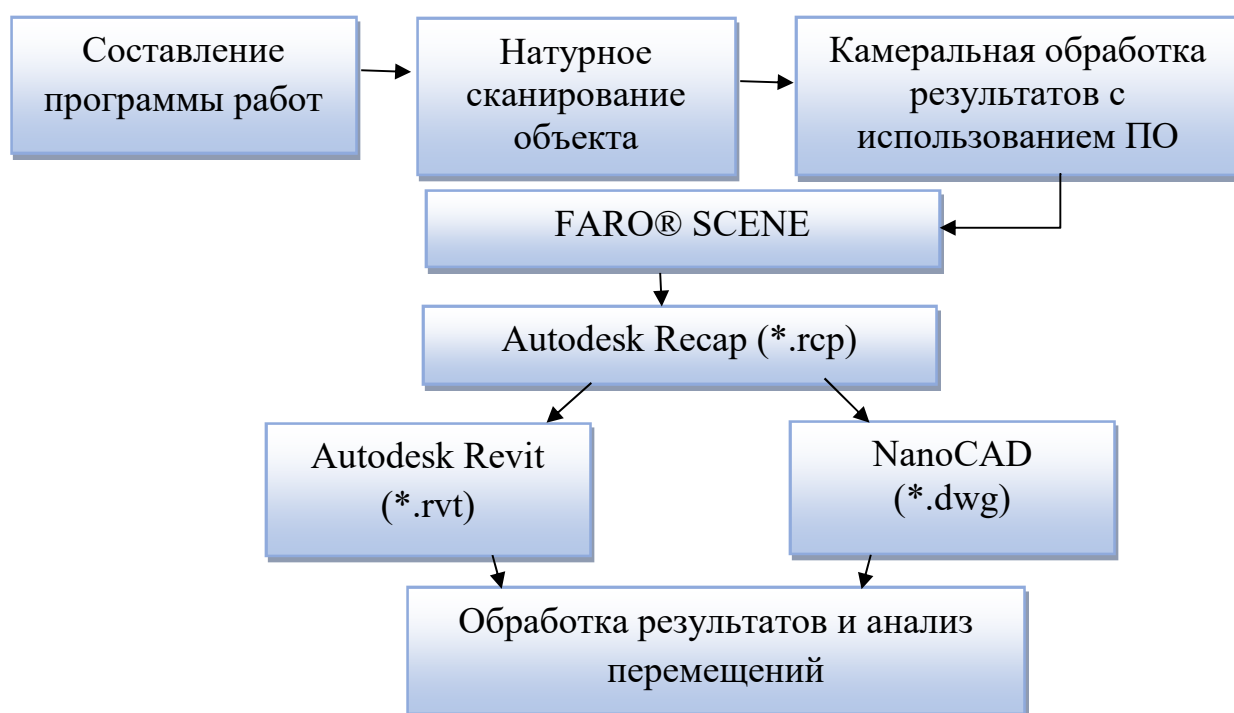 Составление
программы работ
Натурное
сканирование
объекта
Камеральная обработка
результатов с
использованием ПО
FARO® SCENE
Autodesk Recap (*.rcp)
Autodesk Revit
(*.rvt)
NanoCAD
(*.dwg)
Обработка результатов и анализ
перемещений